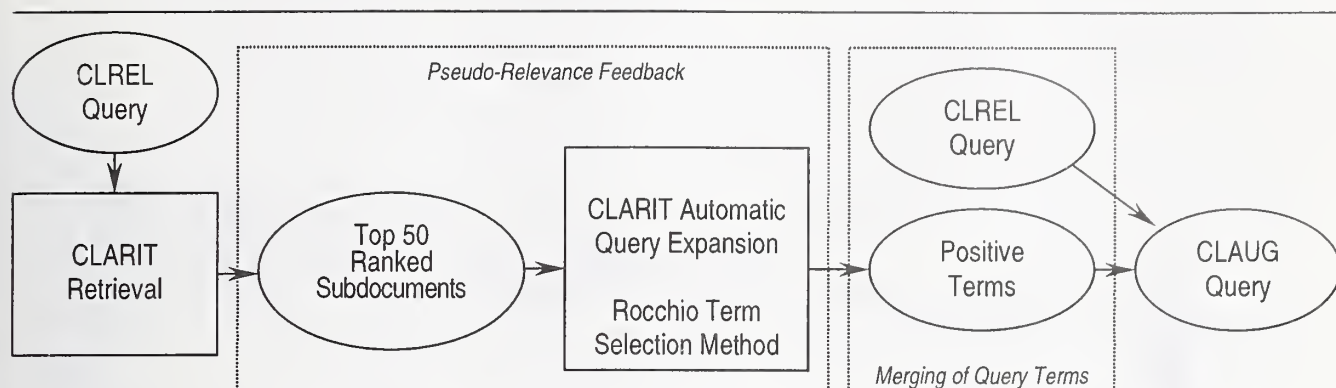 CLREL
Query
CLARIT
Retrieval
Pseudo-Relevance Feedback
Top 50
Ranked
Subdocuments
CLARIT Automatic
Query Expansion
Rocchio Term
Selection Method
CLREL
Query
Positive
Terms
Merging of Query Terms
CLAUG
Query